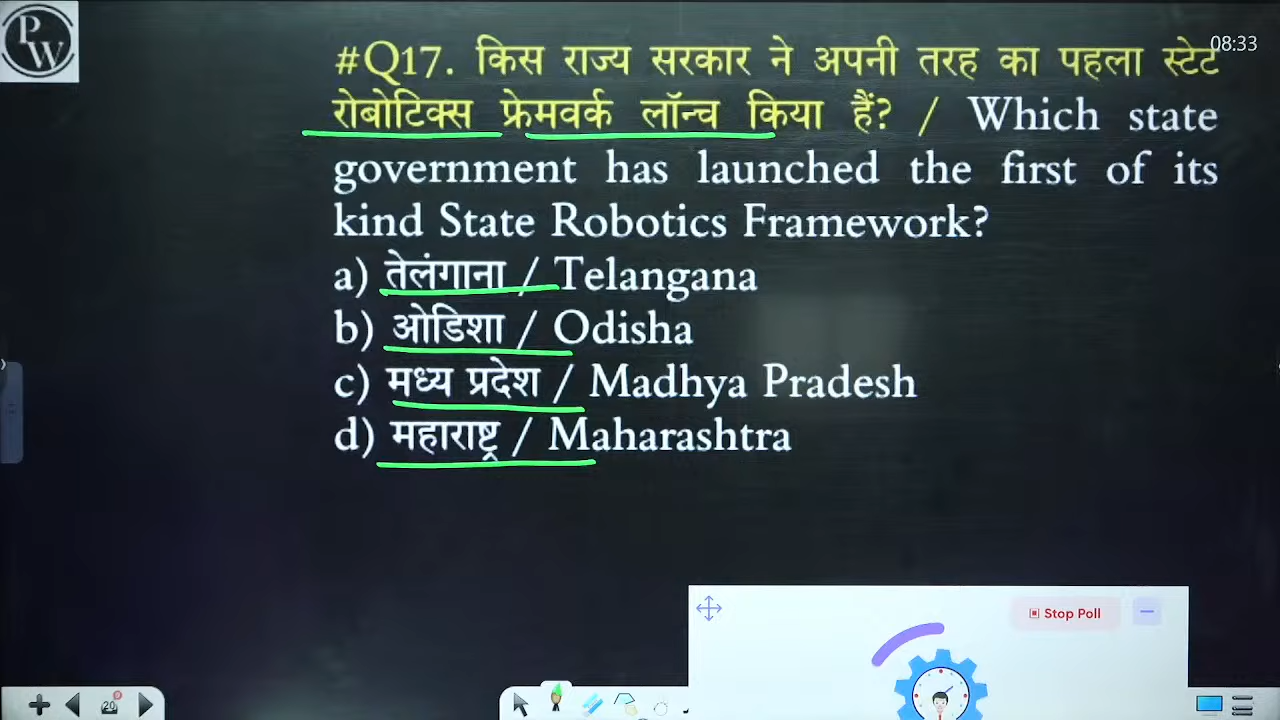 PW
08:33
#Q17. किस राज्य सरकार ने अपनी तरह का पहला स्टेट
रोबोटिक्स फ्रेमवर्क लॉन्च किया हैं? / Which state
government has launched the first of its
kind State Robotics Framework?
a) तेलंगाना / Telangana
b) ओडिशा / Odisha
c) मध्य प्रदेश / Madhya Pradesh
d) महाराष्ट्र / Maharashtra
Stop Poll
20